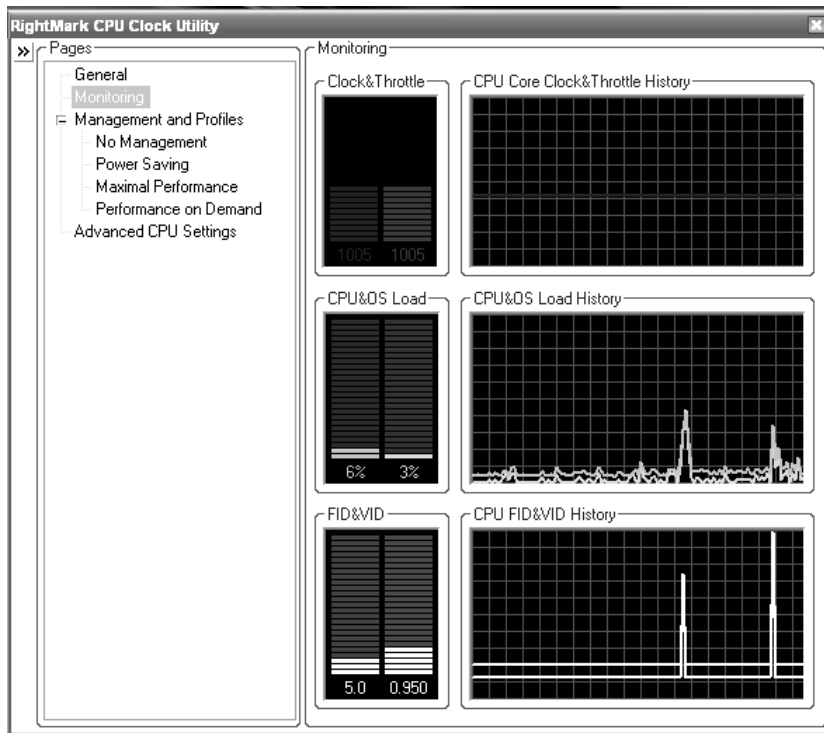 RightMark CPU Clock Utility
Pages
General
Monitoring
Management and Profiles
No Management
Power Saving
Maximal Performance
Performance on Demand
Advanced CPU Settings
Monitoring
Clock&Throttle
1005 1005
CPU Core Clock&Throttle History
CPU&OS Load
6% 3%
CPU&OS Load History
FID&VID
5.0 0.950
CPU FID&VID History